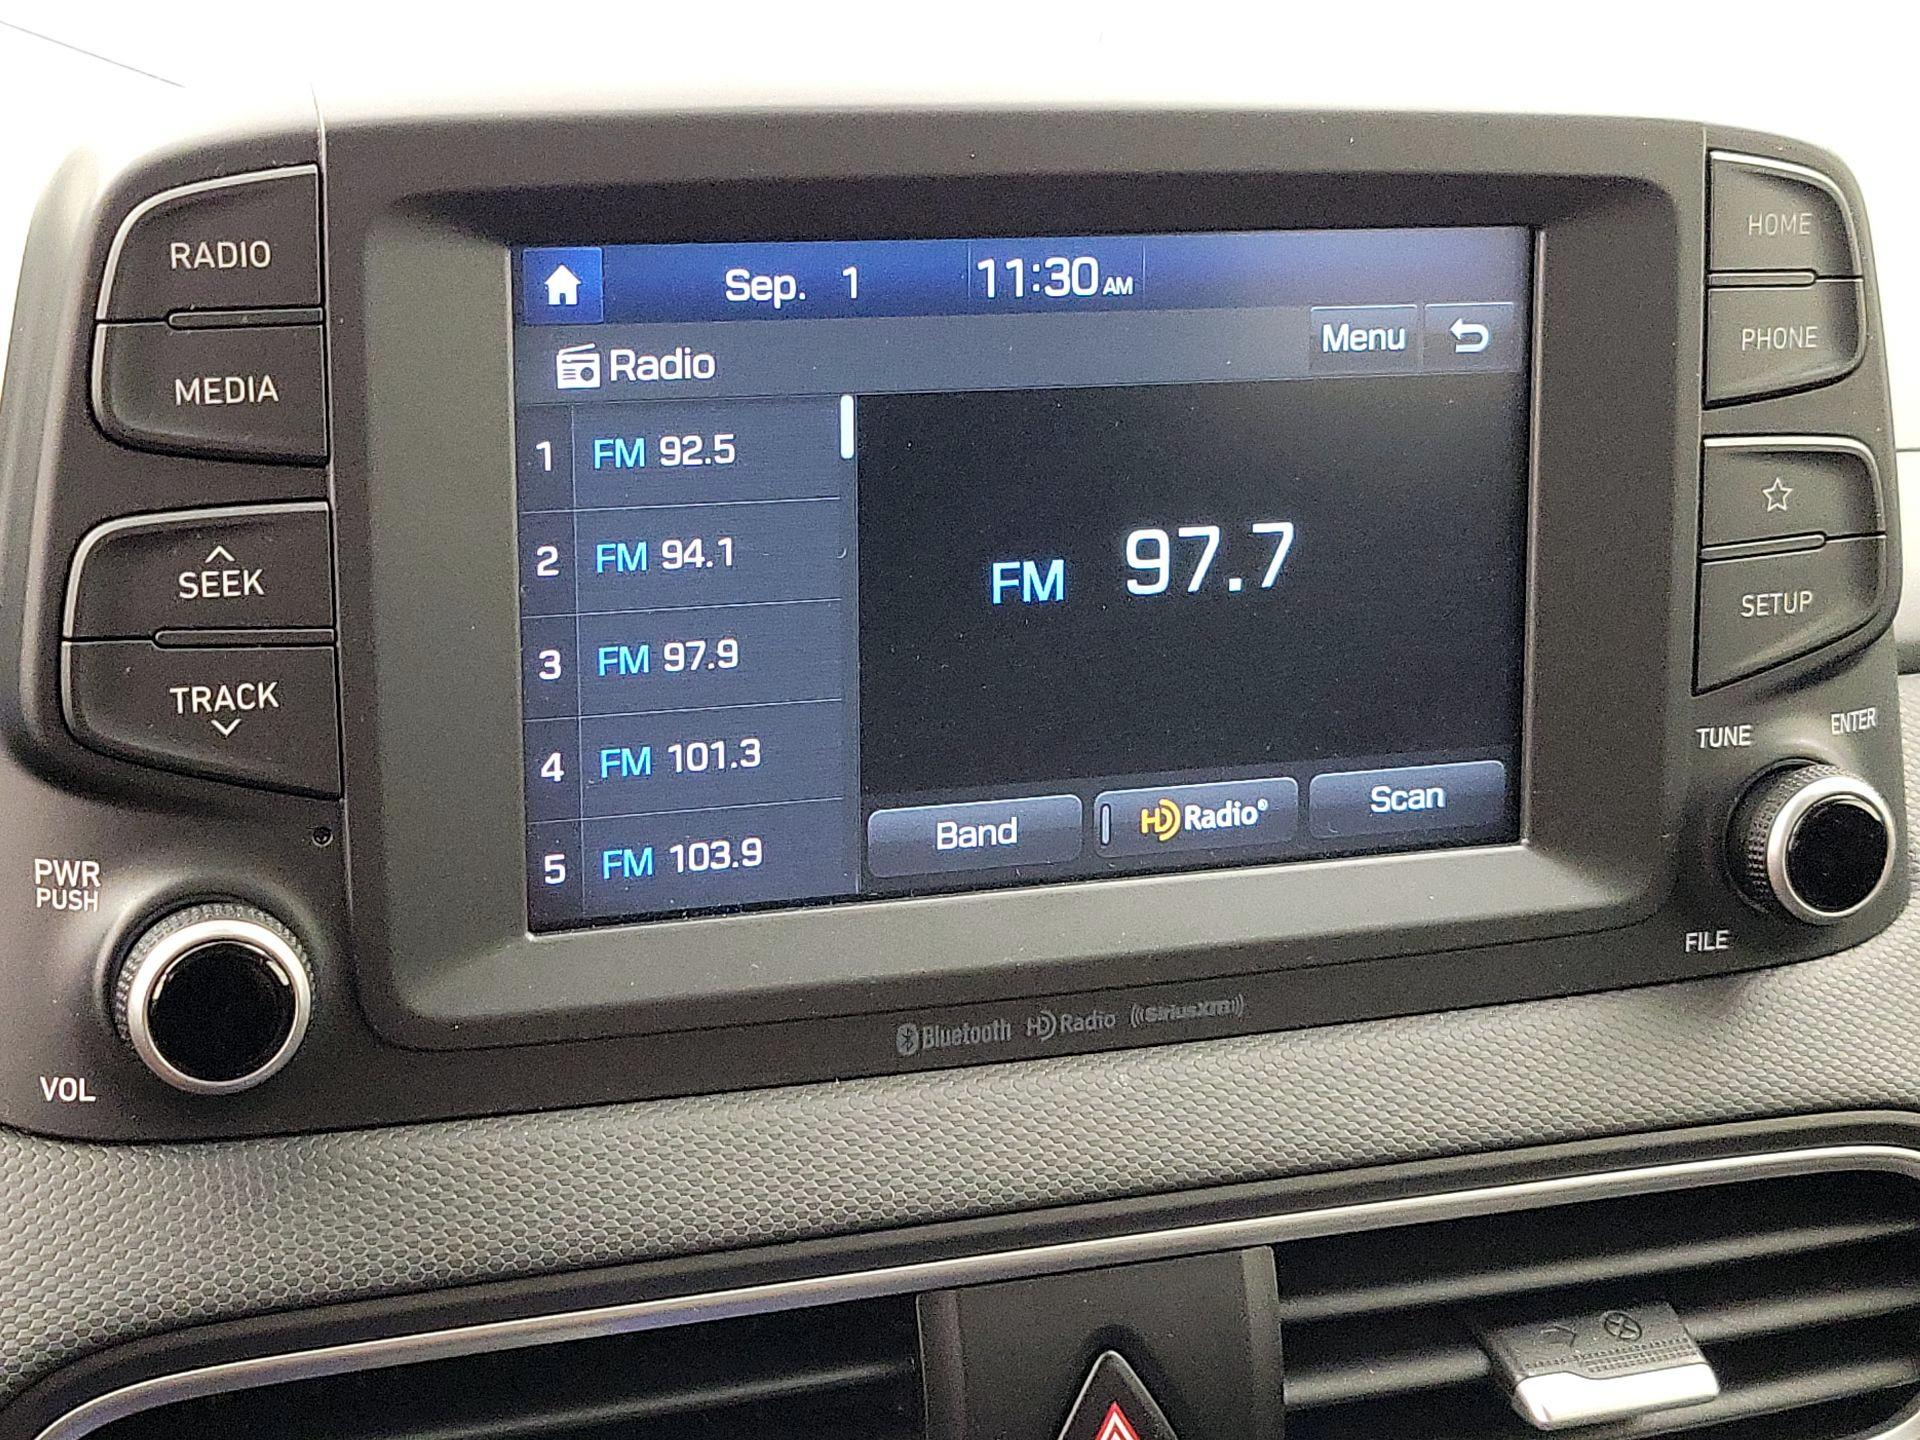 RADIO
MEDIA
SEEK
TRACK
PWR
PUSH
VOL
Sep. 1 11:30 AM
Radio
Menu
1 FM 92.5
2 FM 94.1
3 FM 97.9
4 FM 101.3
5 FM 103.9
FM 97.7
Band
HD Radio®
Scan
Bluetooth HD Radio SiriusXM
HOME
PHONE
SETUP
TUNE
ENTER
FILE